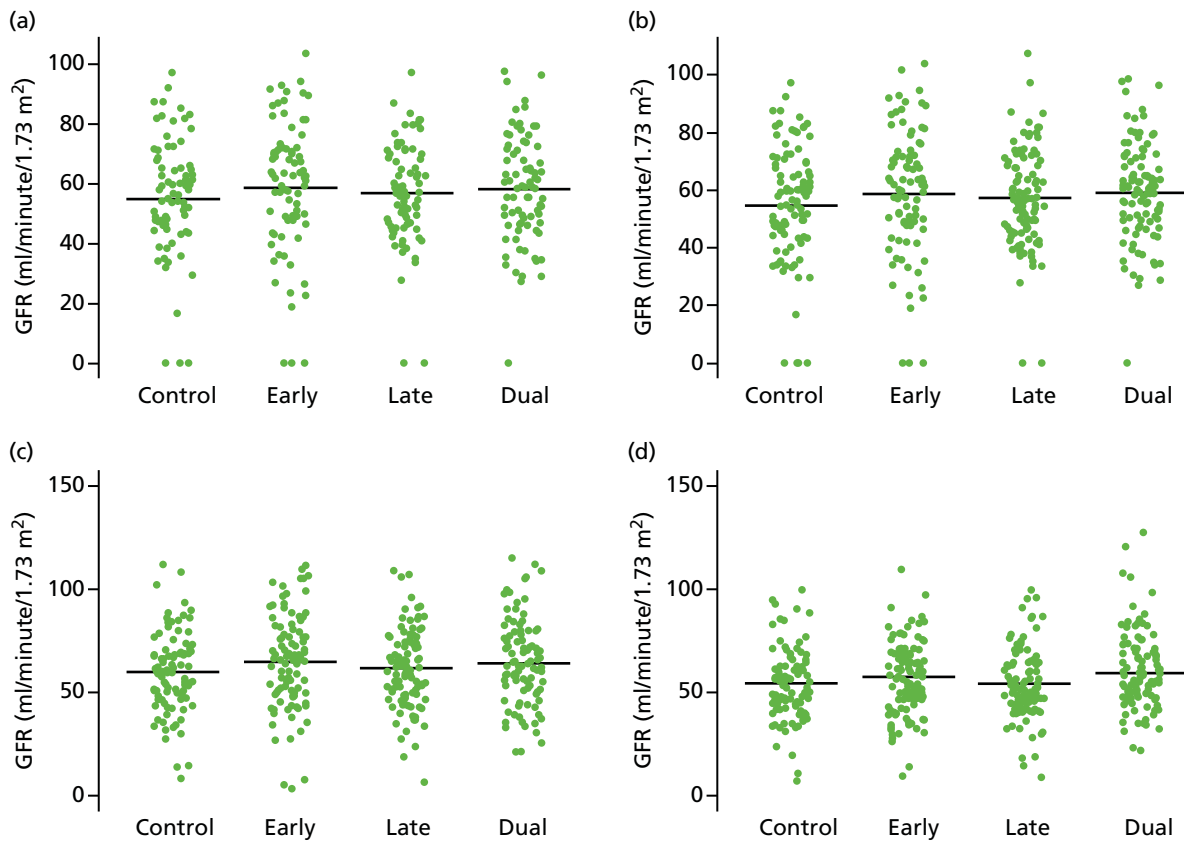 (a)
GFR (ml/minute/1.73 m²)
100
80
60
40
20
0
Control Early Late Dual
(b)
GFR (ml/minute/1.73 m²)
100
80
60
40
20
0
Control Early Late Dual
(c)
GFR (ml/minute/1.73 m²)
150
100
50
0
Control Early Late Dual
(d)
GFR (ml/minute/1.73 m²)
150
100
50
0
Control Early Late Dual